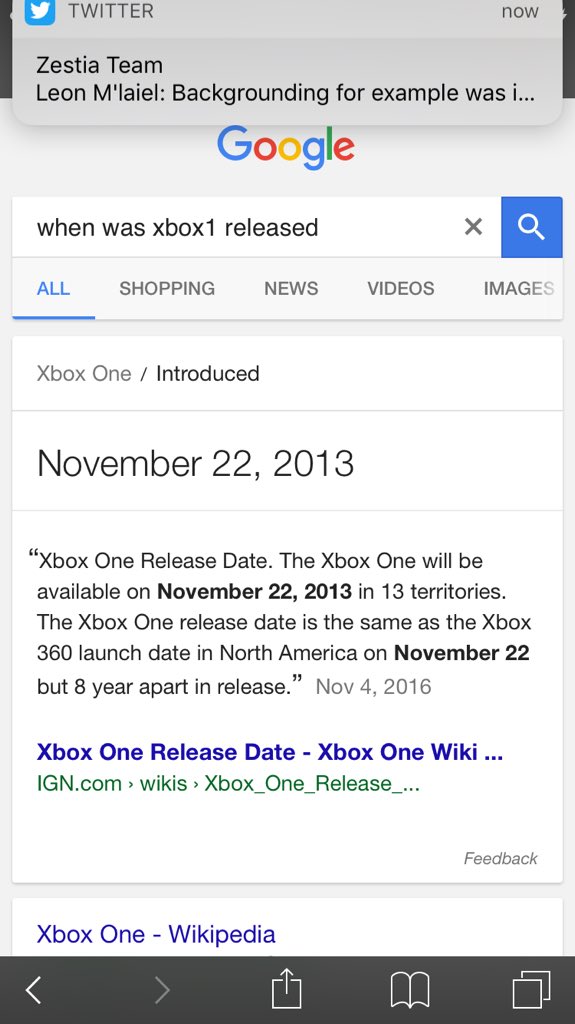 TWITTER now
Zestia Team
Leon M'laiel: Backgrounding for example was i...
Google
when was xbox1 released
ALL SHOPPING NEWS VIDEOS IMAGES
Xbox One / Introduced
November 22, 2013
“Xbox One Release Date. The Xbox One will be
available on November 22, 2013 in 13 territories.
The Xbox One release date is the same as the Xbox
360 launch date in North America on November 22
but 8 year apart in release.” Nov 4, 2016
Xbox One Release Date - Xbox One Wiki ...
IGN.com › wikis › Xbox_One_Release_...
Feedback
Xbox One - Wikipedia